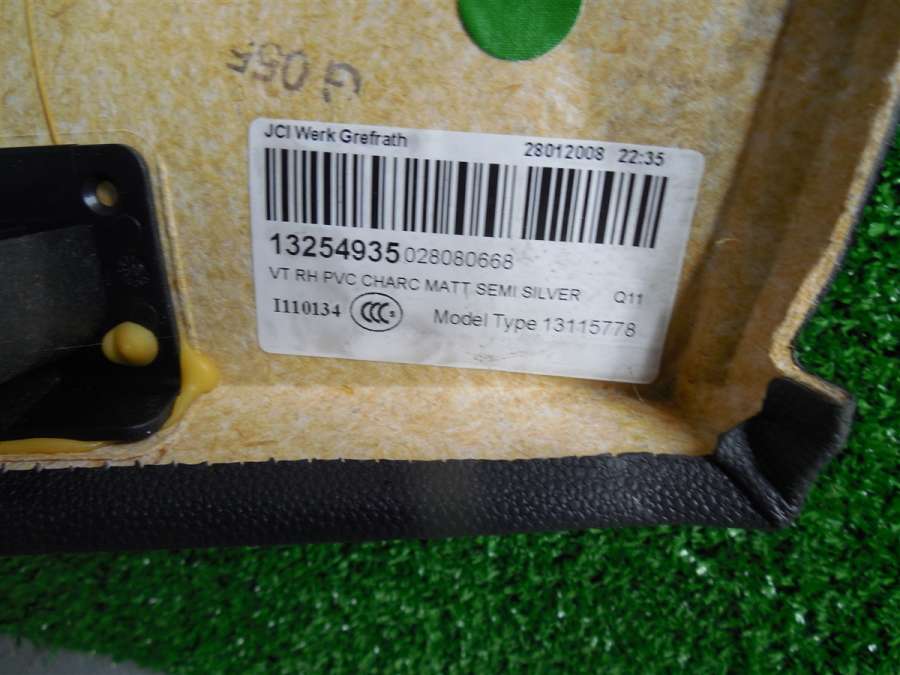 G 05F
JCI Werk Grefrath 28012008 22:35
13254935 028080668
VT RH PVC CHARC MATT SEMI SILVER Q11
I110134 CCC S Model Type 13115778